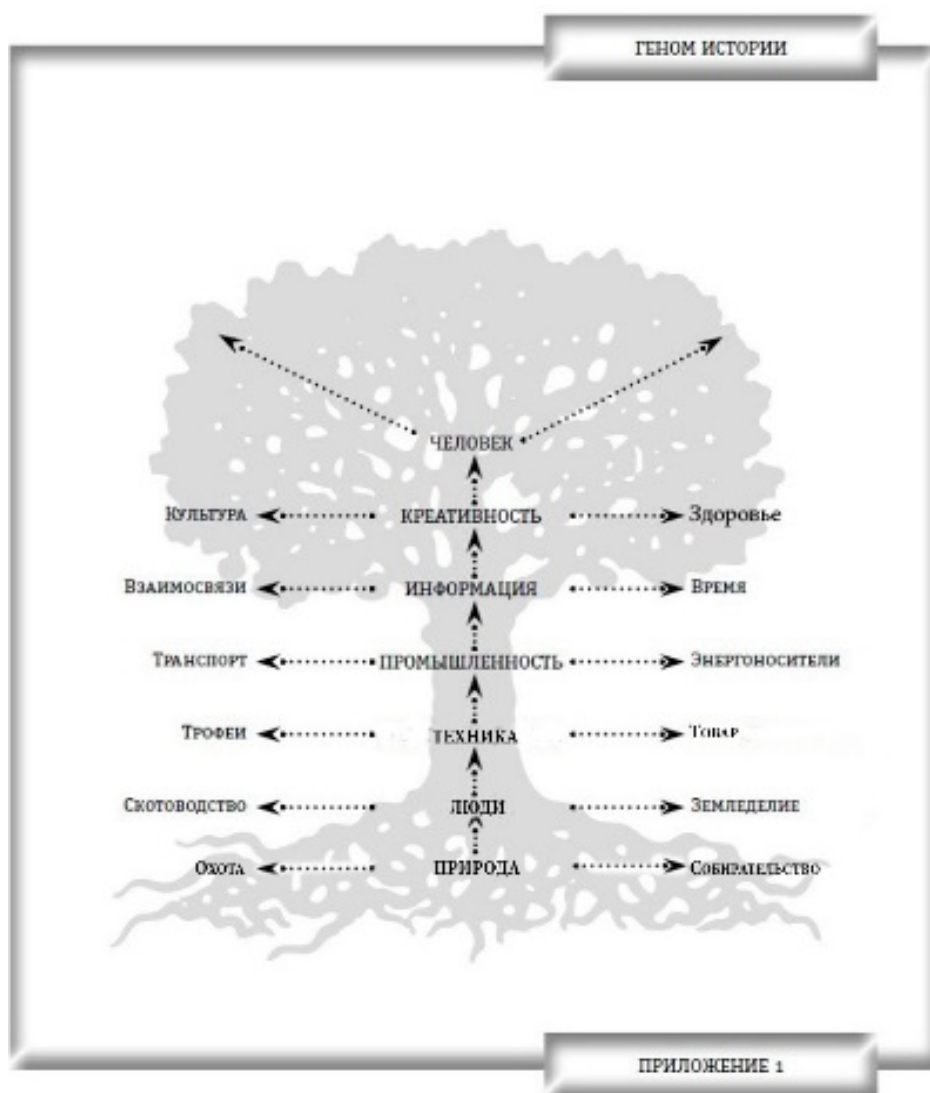 ГЕНОМ ИСТОРИИ
ЧЕЛОВЕК
КУЛЬТУРА КРЕАТИВНОСТЬ Здоровье
ВЗАИМОСВЯЗИ ИНФОРМАЦИЯ ВРЕМЯ
ТРАНСПОРТ ПРОМЫШЛЕННОСТЬ ЭНЕРГОНОСИТЕЛИ
ТРОФЕИ ТЕХНИКА ТОВАР
СКОТОВОДСТВО ЛЮДИ ЗЕМЛЕДЕЛИЕ
ОХОТА ПРИРОДА СОБИРАТЕЛЬСТВО
ПРИЛОЖЕНИЕ 1